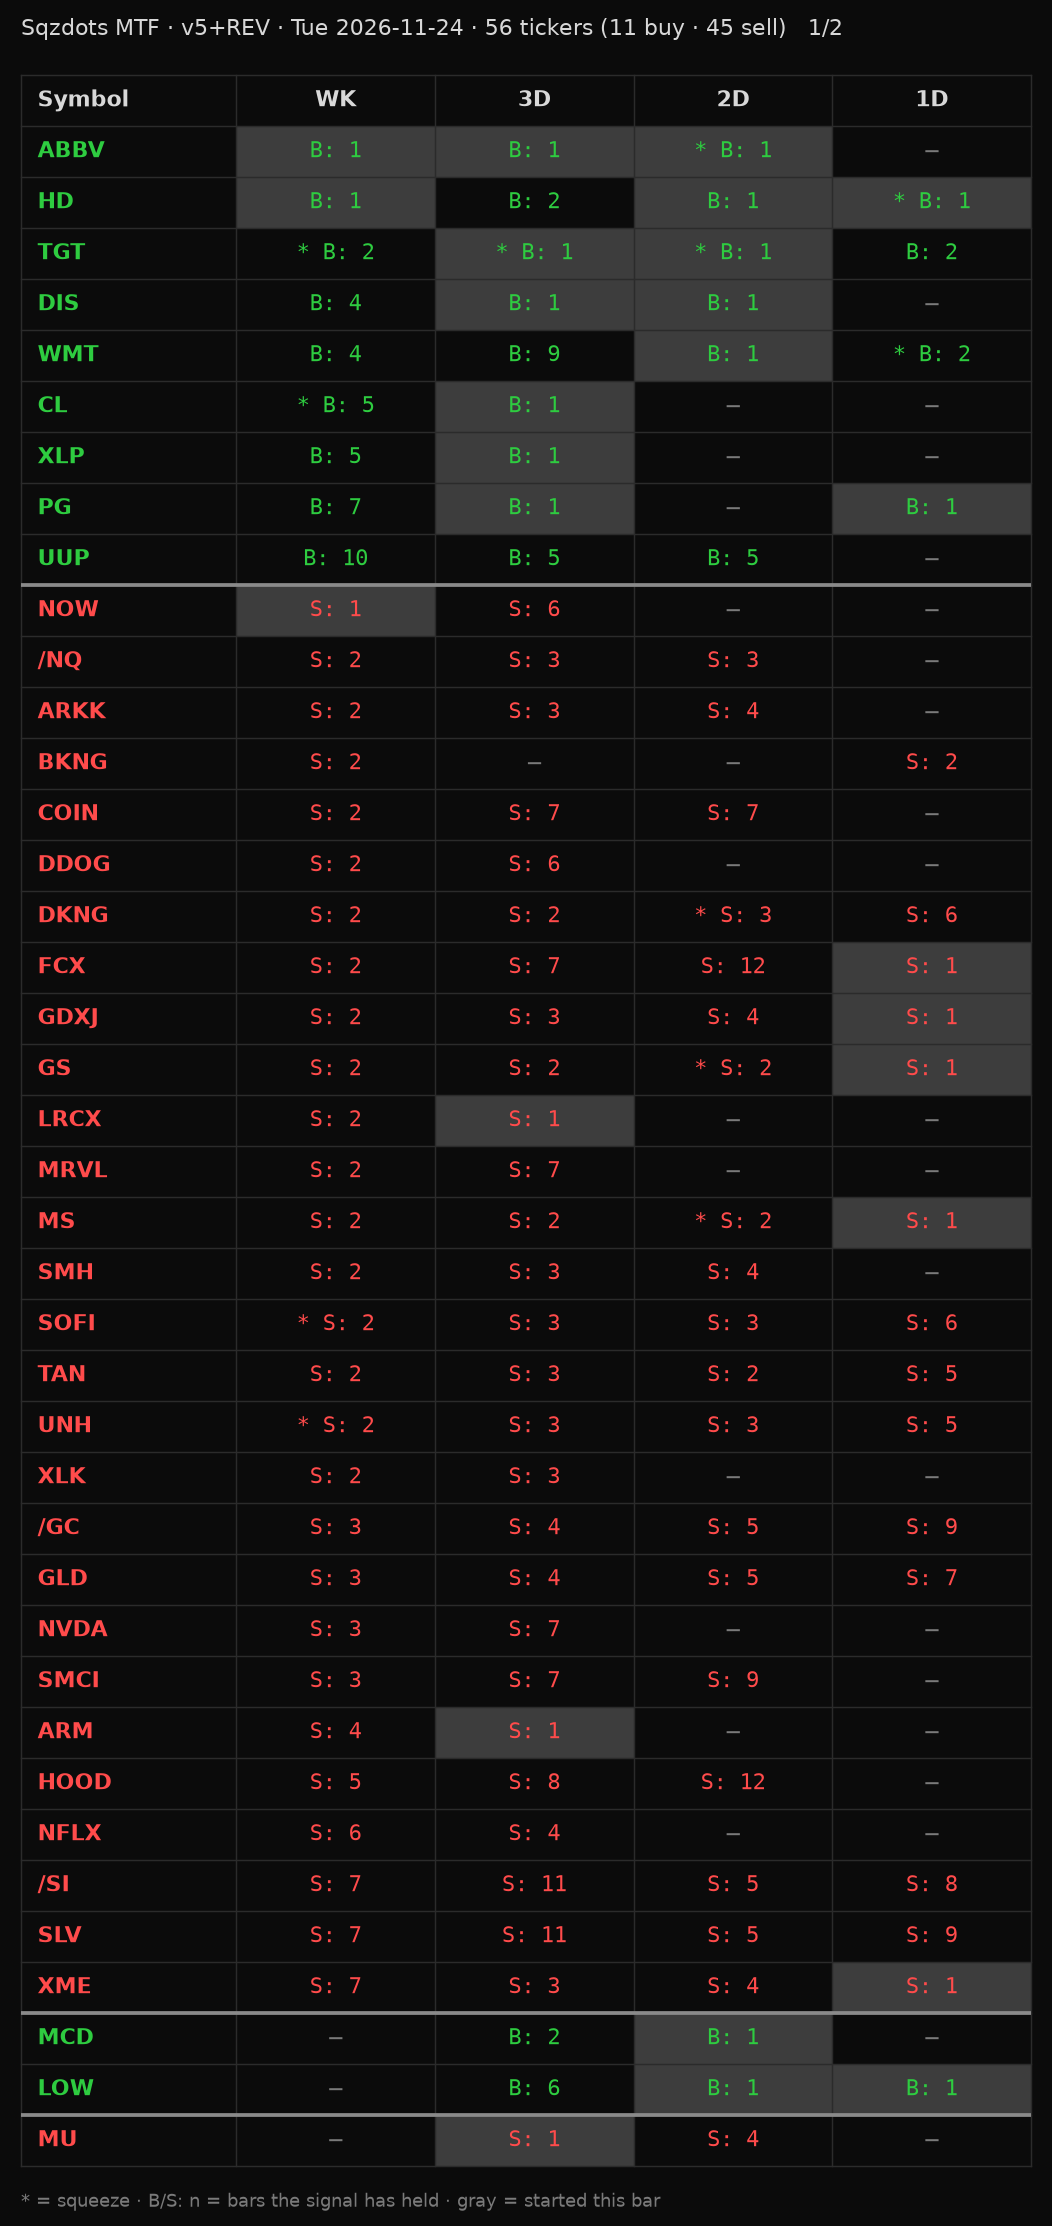 Sqzdots MTF · v5+REV · Tue 2026-11-24 · 56 tickers (11 buy · 45 sell)   1/2
Symbol WK 3D 2D 1D
ABBV B: 1 B: 1 * B: 1 —
HD B: 1 B: 2 B: 1 * B: 1
TGT * B: 2 * B: 1 * B: 1 B: 2
DIS B: 4 B: 1 B: 1 —
WMT B: 4 B: 9 B: 1 * B: 2
CL * B: 5 B: 1 — —
XLP B: 5 B: 1 — —
PG B: 7 B: 1 — B: 1
UUP B: 10 B: 5 B: 5 —
NOW S: 1 S: 6 — —
/NQ S: 2 S: 3 S: 3 —
ARKK S: 2 S: 3 S: 4 —
BKNG S: 2 — — S: 2
COIN S: 2 S: 7 S: 7 —
DDOG S: 2 S: 6 — —
DKNG S: 2 S: 2 * S: 3 S: 6
FCX S: 2 S: 7 S: 12 S: 1
GDXJ S: 2 S: 3 S: 4 S: 1
GS S: 2 S: 2 * S: 2 S: 1
LRCX S: 2 S: 1 — —
MRVL S: 2 S: 7 — —
MS S: 2 S: 2 * S: 2 S: 1
SMH S: 2 S: 3 S: 4 —
SOFI * S: 2 S: 3 S: 3 S: 6
TAN S: 2 S: 3 S: 2 S: 5
UNH * S: 2 S: 3 S: 3 S: 5
XLK S: 2 S: 3 — —
/GC S: 3 S: 4 S: 5 S: 9
GLD S: 3 S: 4 S: 5 S: 7
NVDA S: 3 S: 7 — —
SMCI S: 3 S: 7 S: 9 —
ARM S: 4 S: 1 — —
HOOD S: 5 S: 8 S: 12 —
NFLX S: 6 S: 4 — —
/SI S: 7 S: 11 S: 5 S: 8
SLV S: 7 S: 11 S: 5 S: 9
XME S: 7 S: 3 S: 4 S: 1
MCD — B: 2 B: 1 —
LOW — B: 6 B: 1 B: 1
MU — S: 1 S: 4 —
* = squeeze · B/S: n = bars the signal has held · gray = started this bar